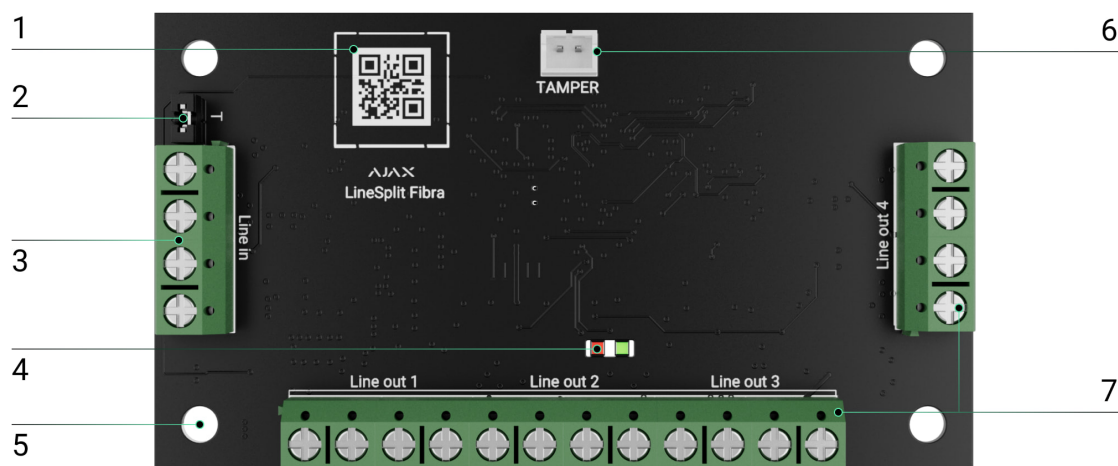 1
6
TAMPER
2
T
AJAX
LineSplit Fibra
Line in
Line out 4
3
4
Line out 1
Line out 2
Line out 3
7
5